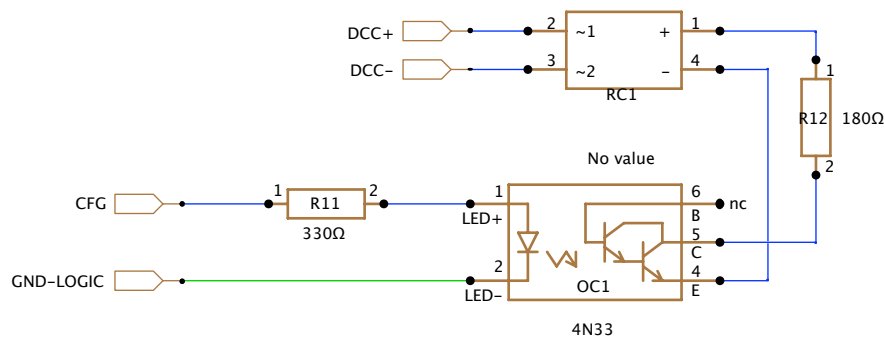 DCC+ 2 ~1 + 1
DCC- 3 ~2 - 4
RC1
1
R12 180Ω
2
No value
CFG 1 R11 2 1 6 nc
LED+ B
330Ω 5
C
GND-LOGIC 2 4
LED- OC1 E
4N33